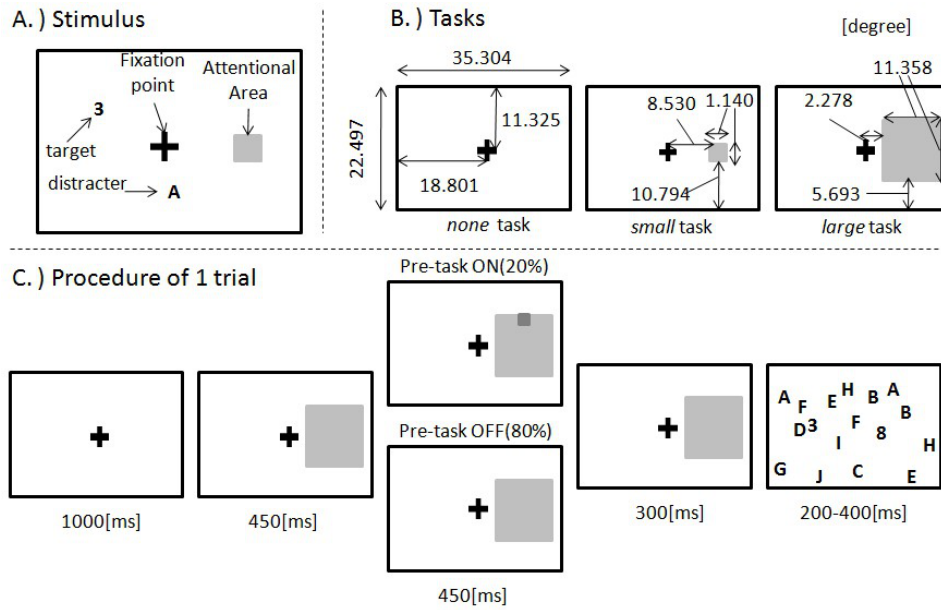 A. ) Stimulus
Fixation
point
Attentional
Area
3
target
distracter
A
B. ) Tasks
[degree]
35.304
22.497
11.325
18.801
none task
8.530
1.140
10.794
small task
11.358
2.278
5.693
large task
C. ) Procedure of 1 trial
Pre-task ON(20%)
Pre-task OFF(80%)
1000[ms]
450[ms]
450[ms]
300[ms]
A F E H B A
D 3 I F 8 B
H
G J C E
200-400[ms]